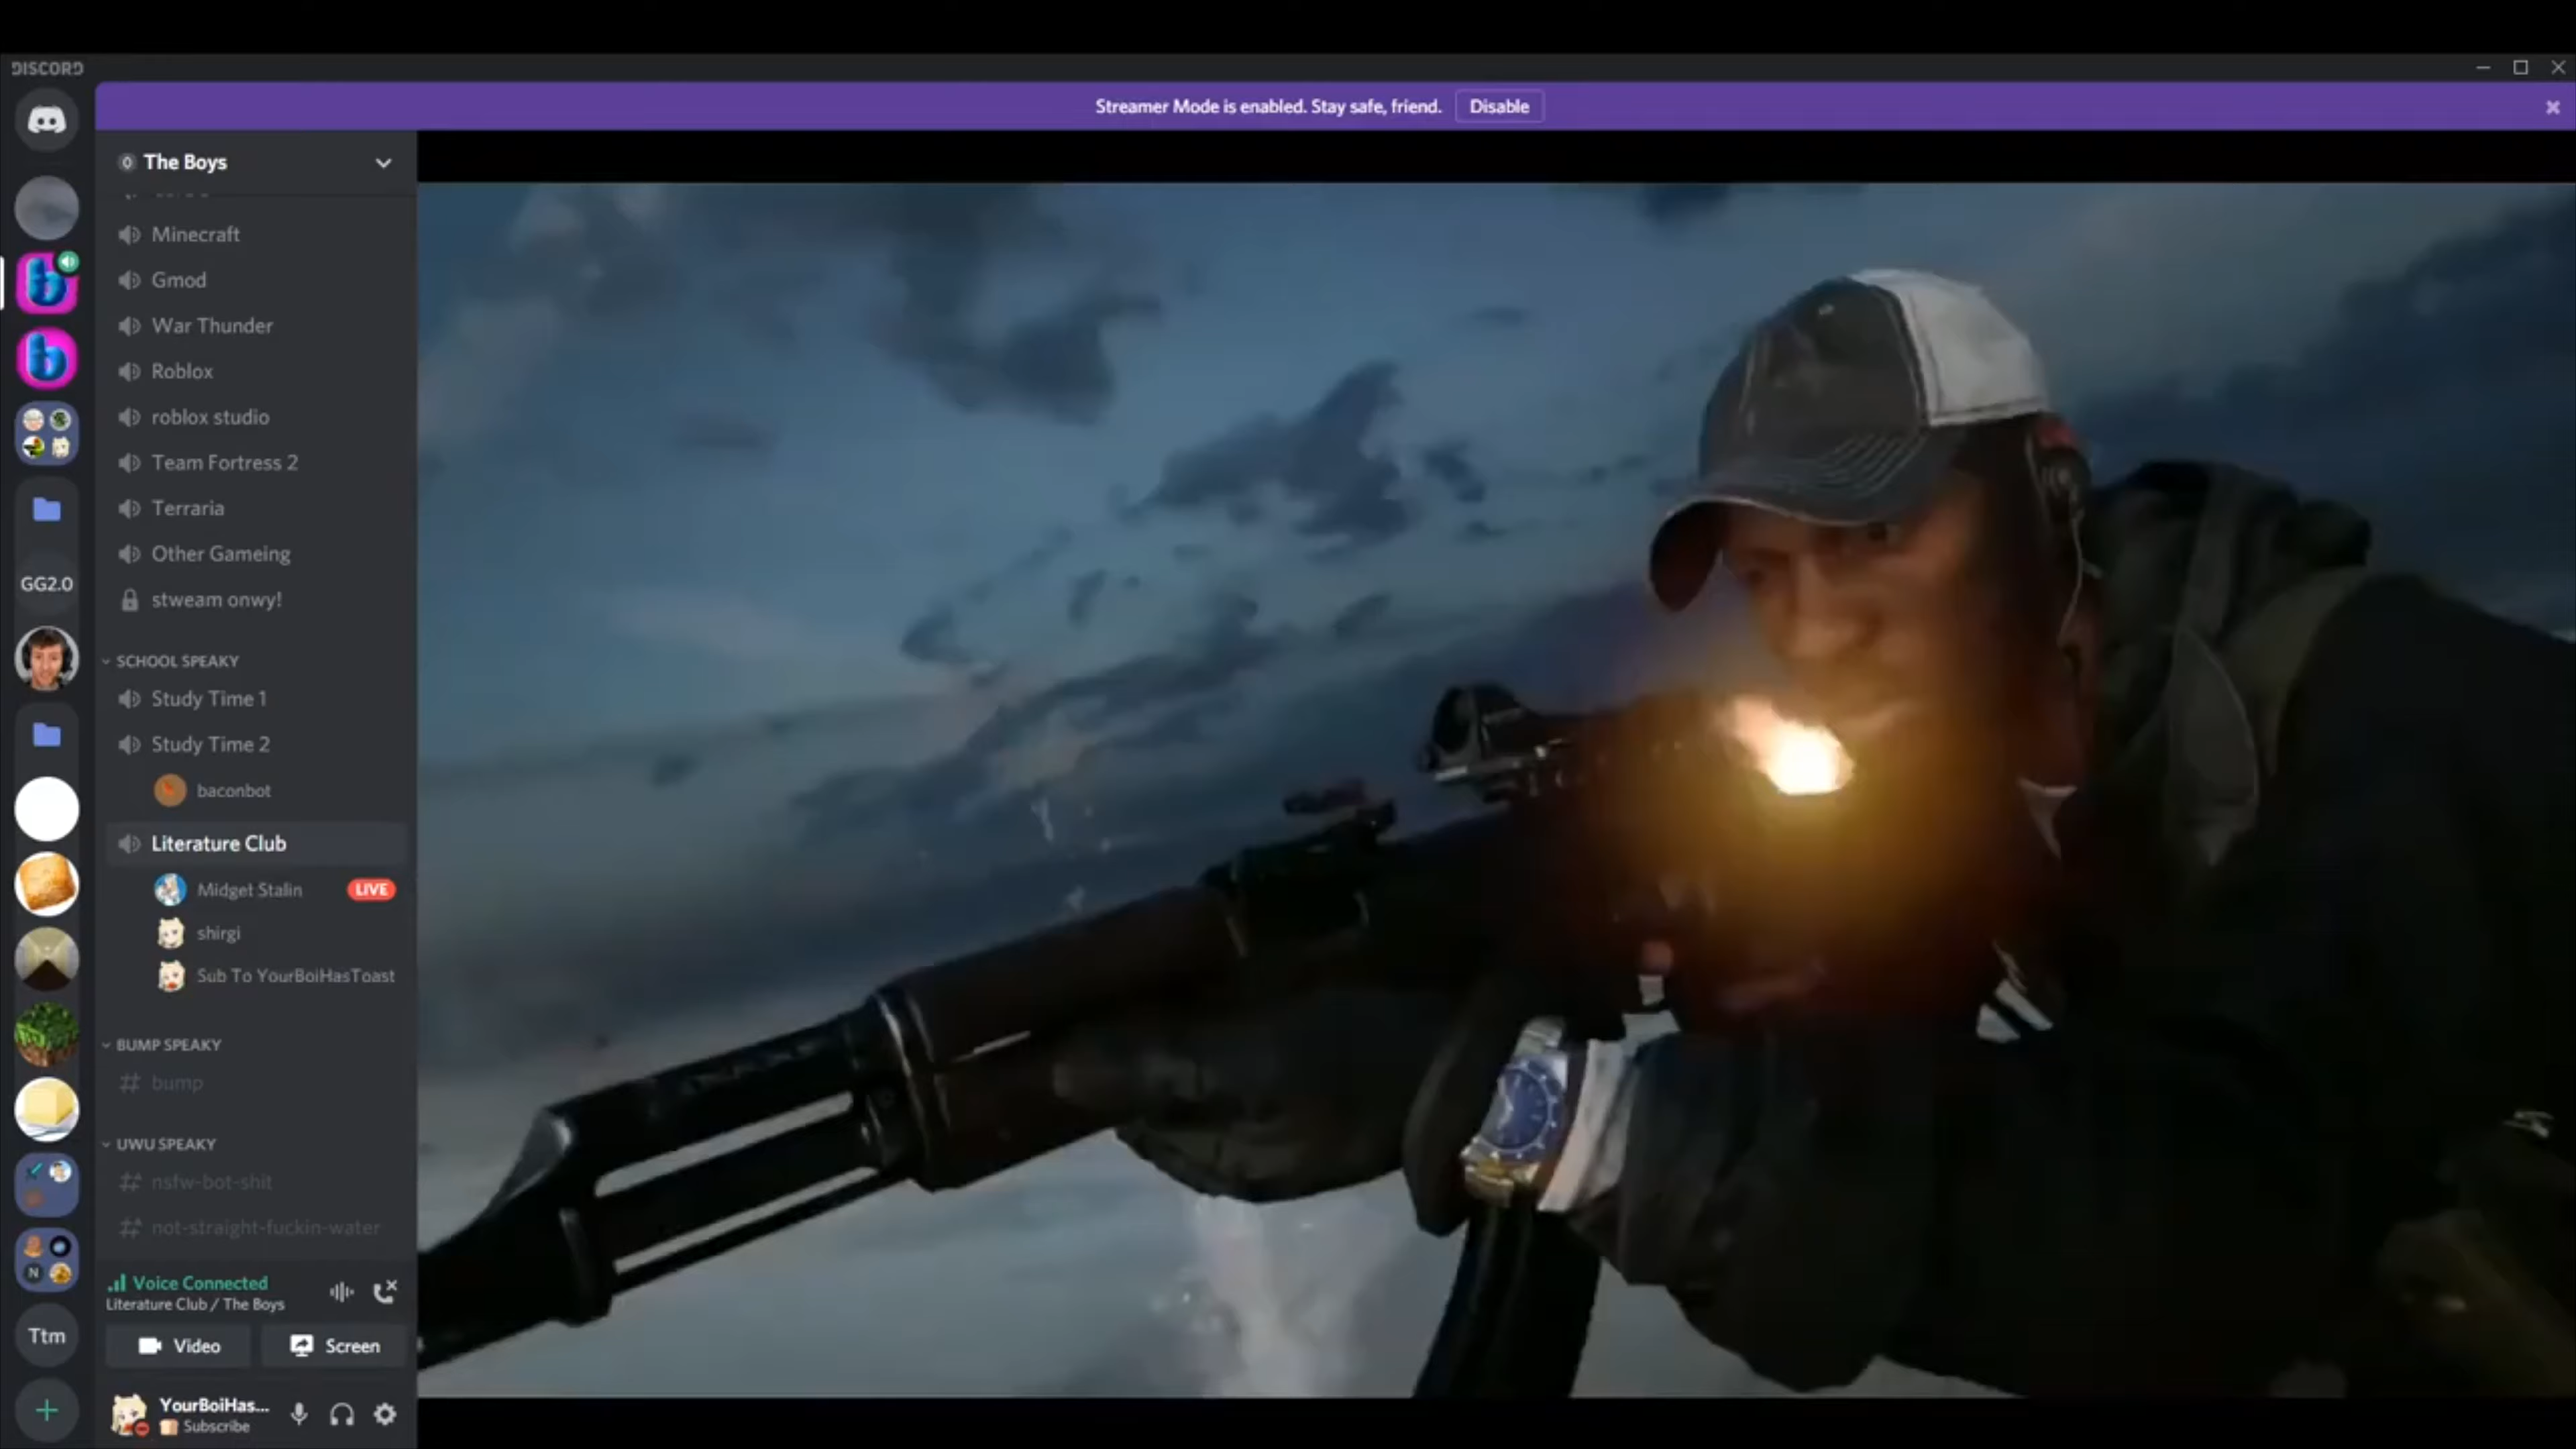 DISCORD
Streamer Mode is enabled. Stay safe, friend.
Disable
The Boys
Minecraft
Gmod
War Thunder
Roblox
roblox studio
Team Fortress 2
Terraria
Other Gameing
stweam onwy!
GG2.0
SCHOOL SPEAKY
Study Time 1
Study Time 2
baconbot
Literature Club
Midget Stalin LIVE
shirgi
Sub To YourBoiHasToast
BUMP SPEAKY
bump
UWU SPEAKY
nsfw-bot-shit
not-straight-fuckin-water
N
Voice Connected
Literature Club / The Boys
Ttm
Video
Screen
YourBoiHas...
Subscribe